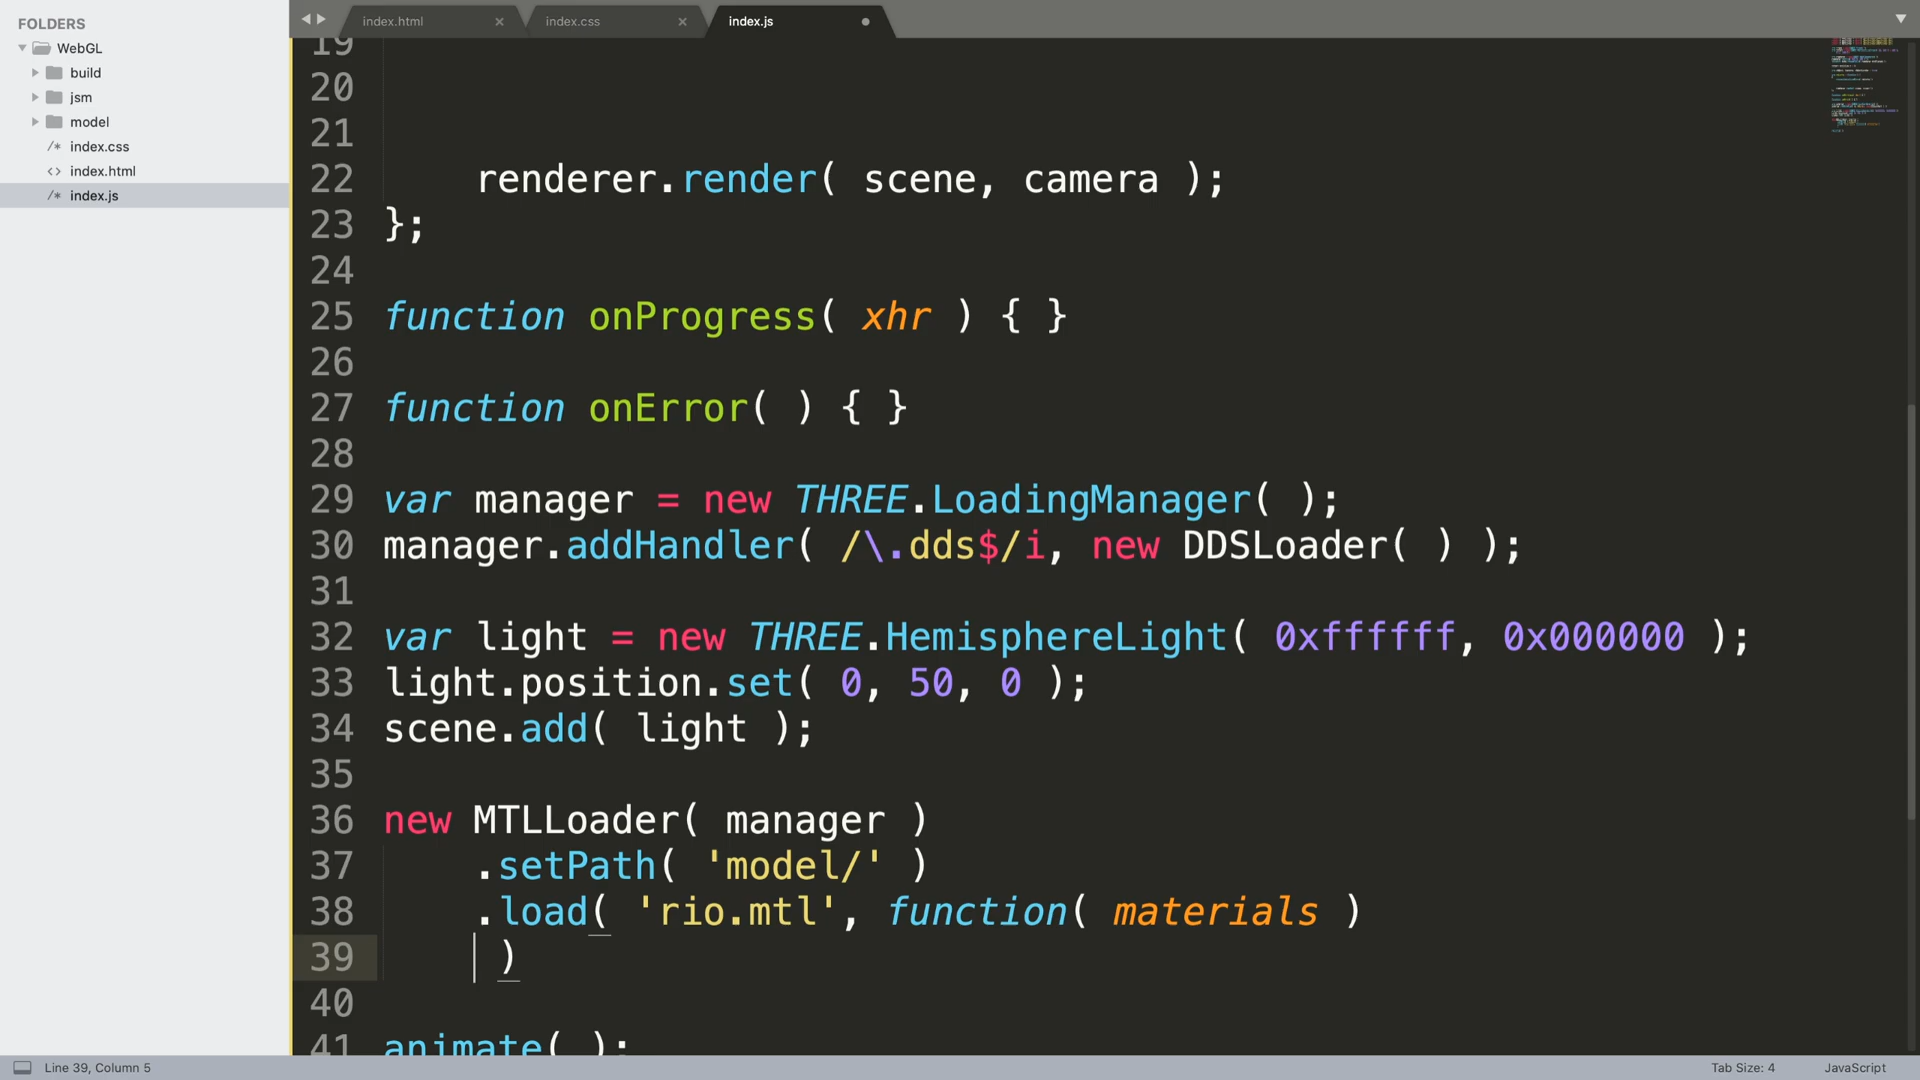 FOLDERS
WebGL
build
jsm
model
/* index.css
<> index.html
/* index.js
index.html ×
index.css ×
index.js
19
20
21
22 renderer.render( scene, camera );
23 };
24
25 function onProgress( xhr ) { }
26
27 function onError( ) { }
28
29 var manager = new THREE.LoadingManager( );
30 manager.addHandler( /\.dds$/i, new DDSLoader( ) );
31
32 var light = new THREE.HemisphereLight( 0xffffff, 0x000000 );
33 light.position.set( 0, 50, 0 );
34 scene.add( light );
35
36 new MTLLoader( manager )
37 .setPath( 'model/' )
38 .load( 'rio.mtl', function( materials )
39 )
40
41 animate( );
Line 39, Column 5
Tab Size: 4
JavaScript